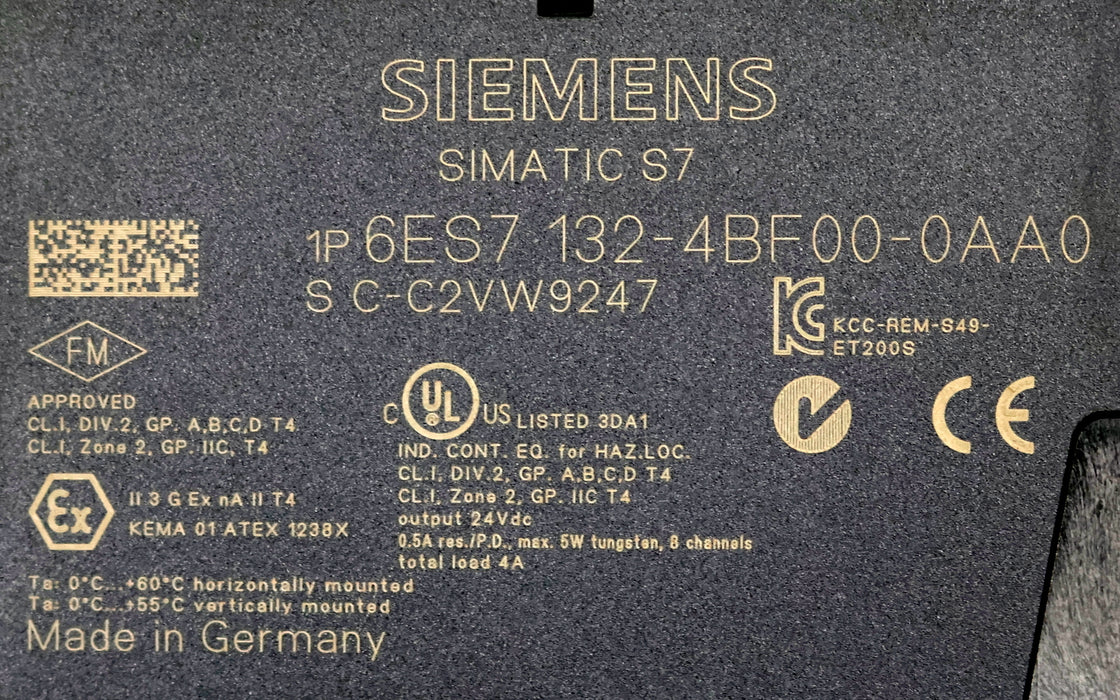 SIEMENS
SIMATIC S7
1P 6ES7 132-4BF00-0AA0
S C-C2VW9247
KCC-REM-S49-
ET200S
FM
APPROVED
CL.I, DIV.2, GP. A,B,C,D T4
CL.I, Zone 2, GP. IIC, T4
C UL US LISTED 3DA1
IND. CONT. EQ. for HAZ.LOC.
CL.I, DIV.2, GP. A,B,C,D T4
CL.I, Zone 2, GP. IIC T4
output 24Vdc
0.5A res./P.D., max. 5W tungsten, 8 channels
total load 4A
CE
Ex II 3 G Ex nA II T4
KEMA 01 ATEX 1238X
Ta: 0°C...+60°C horizontally mounted
Ta: 0°C...+55°C vertically mounted
Made in Germany